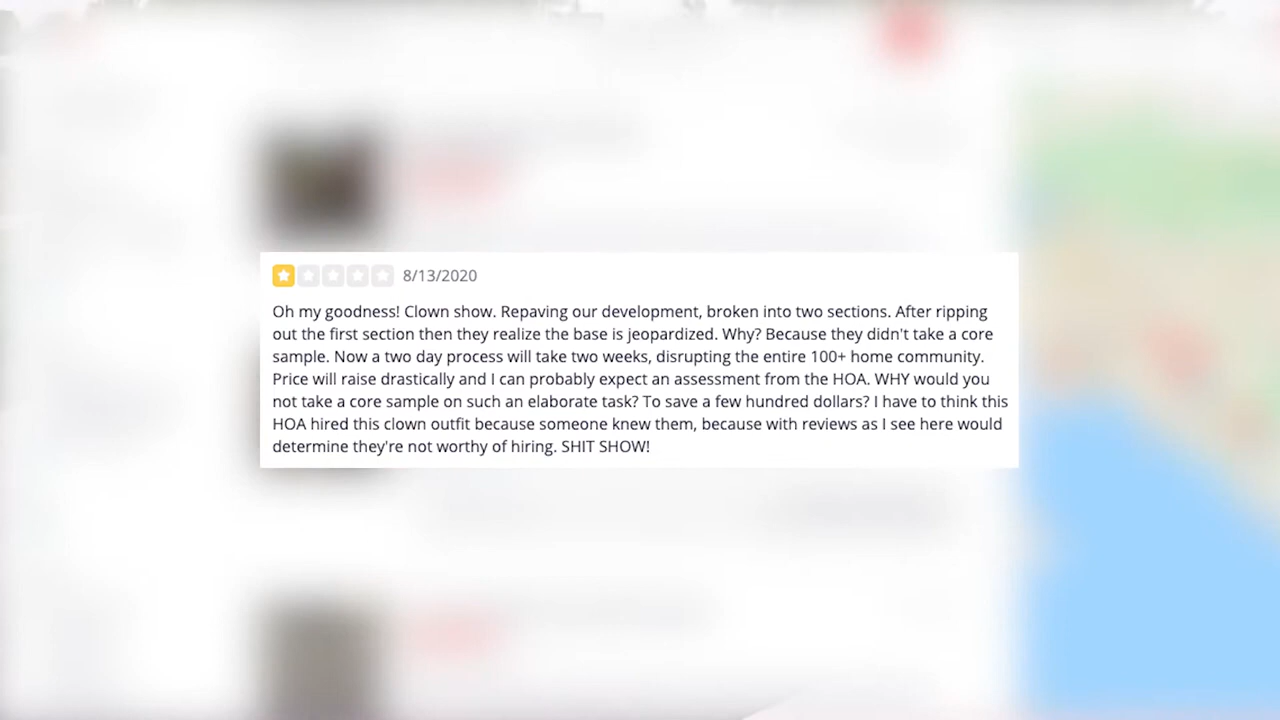 8/13/2020
Oh my goodness! Clown show. Repaving our development, broken into two sections. After ripping
out the first section then they realize the base is jeopardized. Why? Because they didn't take a core
sample. Now a two day process will take two weeks, disrupting the entire 100+ home community.
Price will raise drastically and I can probably expect an assessment from the HOA. WHY would you
not take a core sample on such an elaborate task? To save a few hundred dollars? I have to think this
HOA hired this clown outfit because someone knew them, because with reviews as I see here would
determine they're not worthy of hiring. SHIT SHOW!